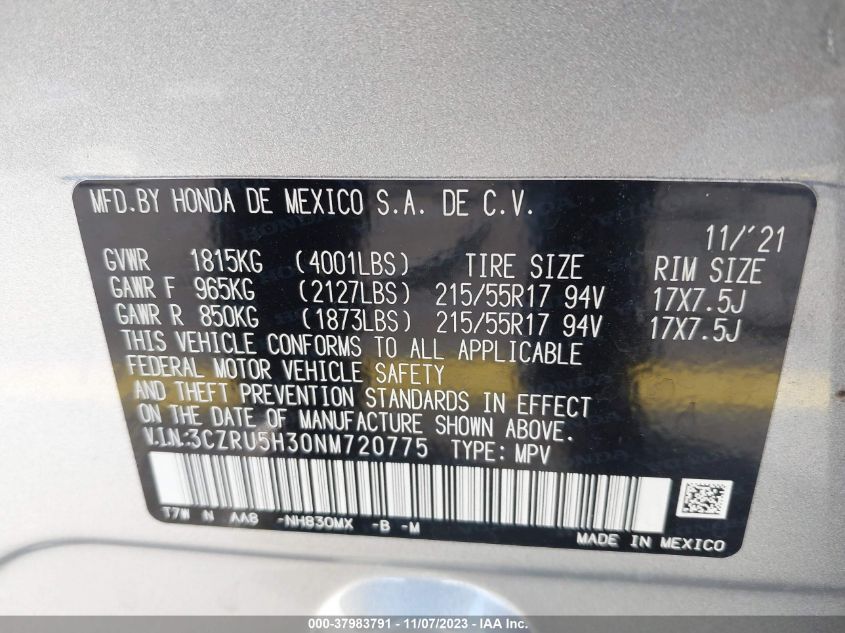 MFD.BY HONDA DE MEXICO S.A. DE C.V.
11/'21
GVWR 1815KG (4001LBS) TIRE SIZE RIM SIZE
GAWR F 965KG (2127LBS) 215/55R17 94V 17X7.5J
GAWR R 850KG (1873LBS) 215/55R17 94V 17X7.5J
THIS VEHICLE CONFORMS TO ALL APPLICABLE
FEDERAL MOTOR VEHICLE SAFETY
AND THEFT PREVENTION STANDARDS IN EFFECT
ON THE DATE OF MANUFACTURE SHOWN ABOVE.
V.I.N:3CZRU5H30NM720775 TYPE: MPV
T7W N AA8 -NH830MX -B -M
MADE IN MEXICO
000-37983791 - 11/07/2023 - IAA Inc.